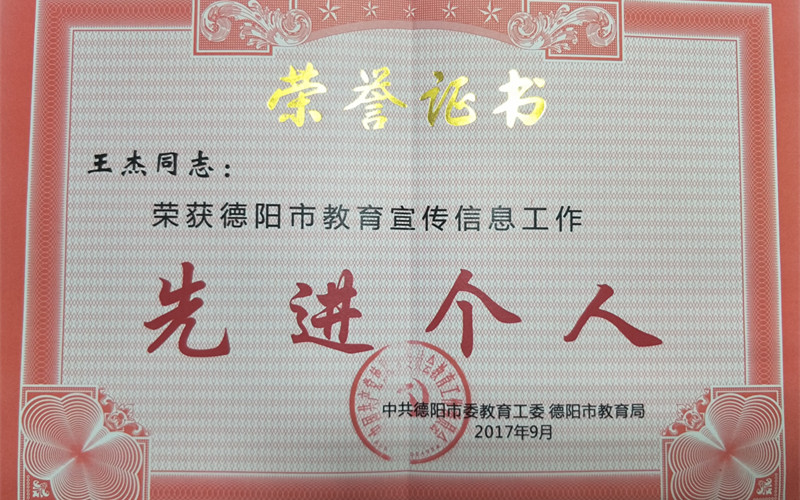 荣誉证书
王杰同志：
荣获德阳市教育宣传信息工作
先进个人
中共德阳市委教育工委 德阳市教育局
2017年9月